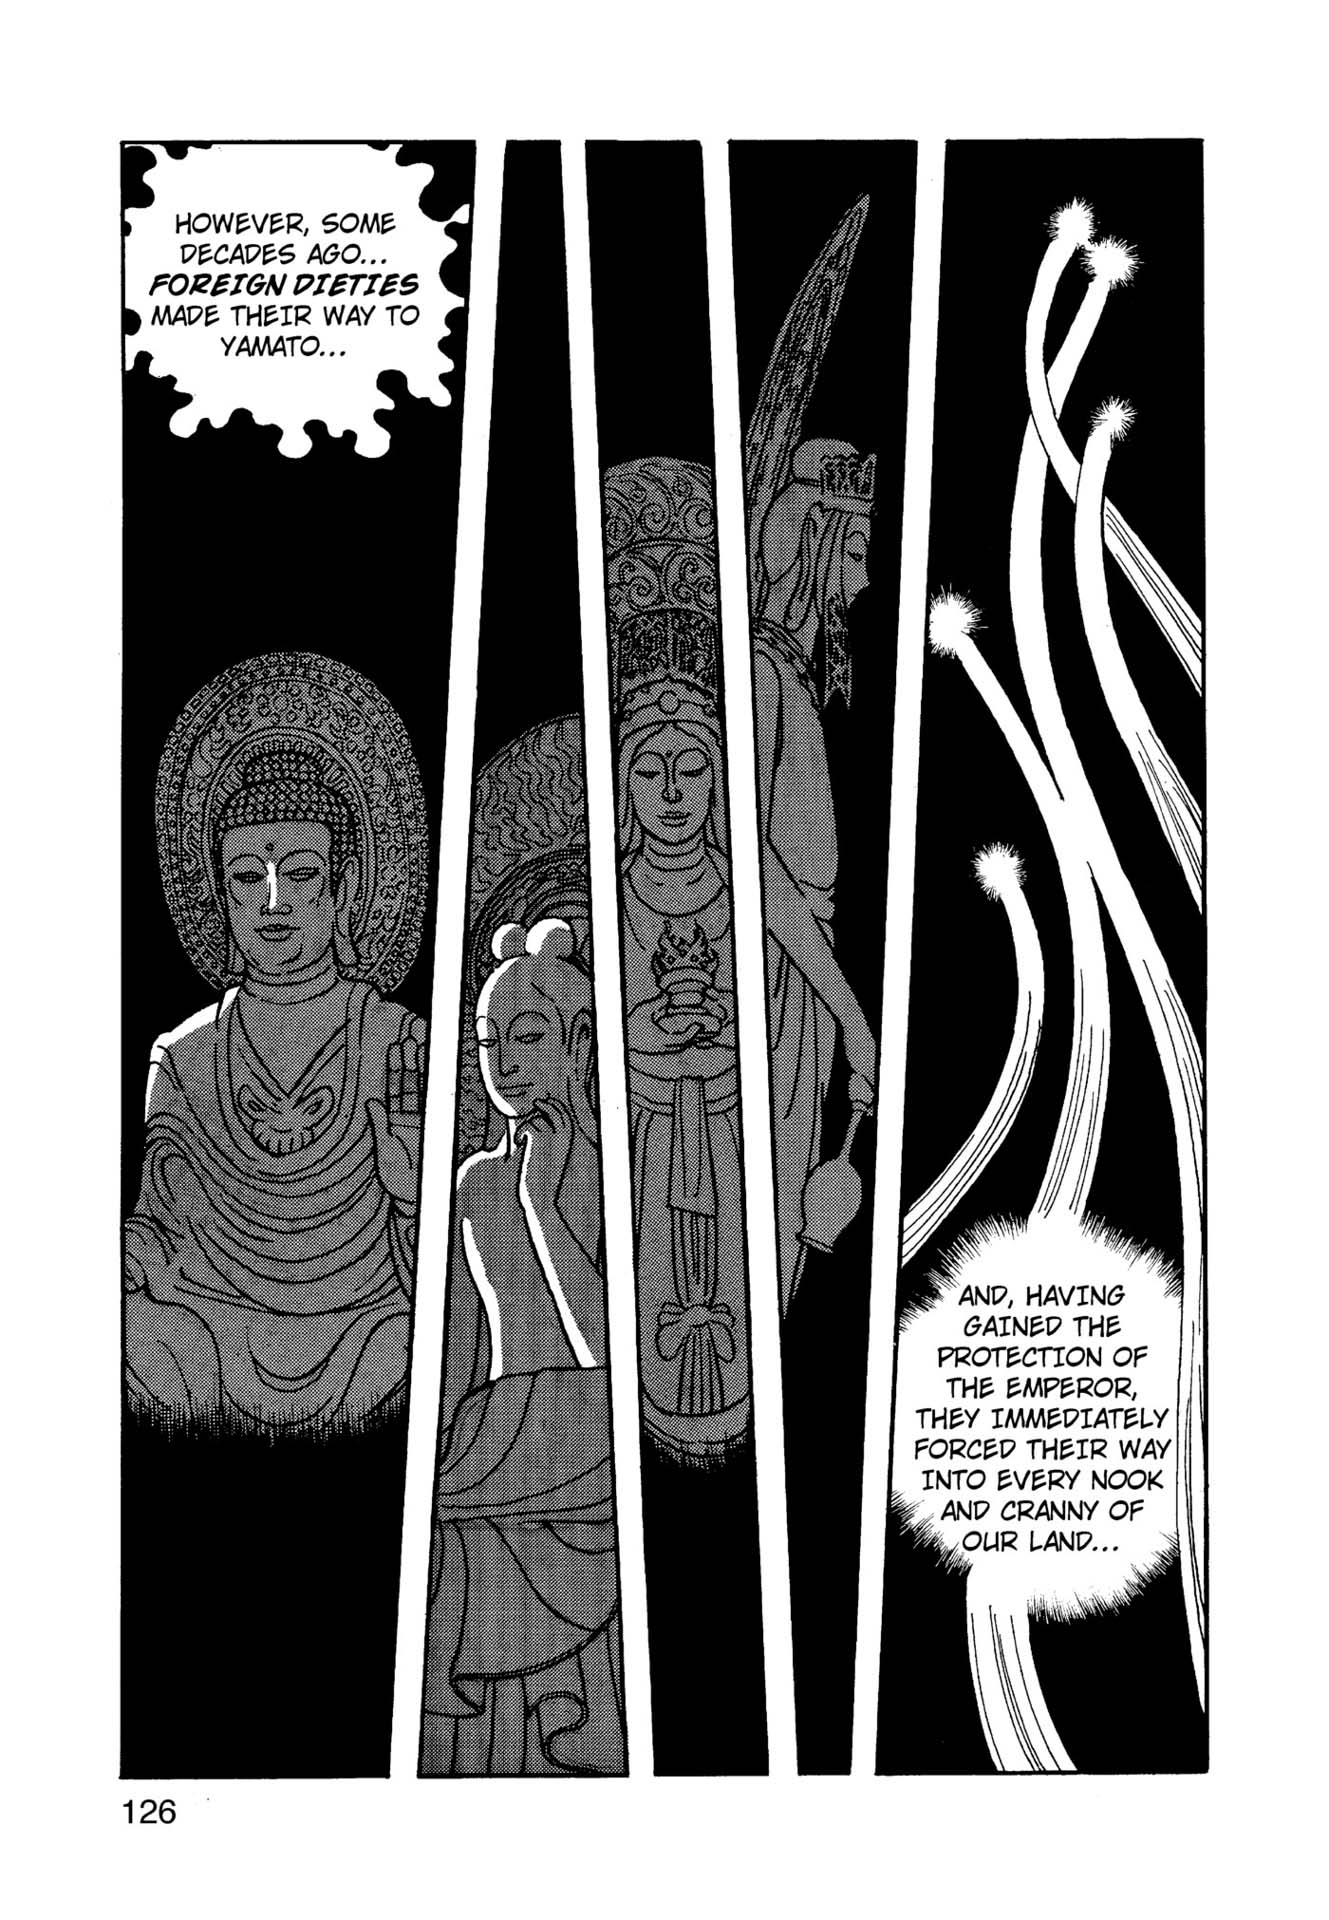 HOWEVER, SOME
DECADES AGO...
FOREIGN DIETIES
MADE THEIR WAY TO
YAMATO...
AND, HAVING
GAINED THE
PROTECTION OF
THE EMPEROR,
THEY IMMEDIATELY
FORCED THEIR WAY
INTO EVERY NOOK
AND CRANNY OF
OUR LAND...
126